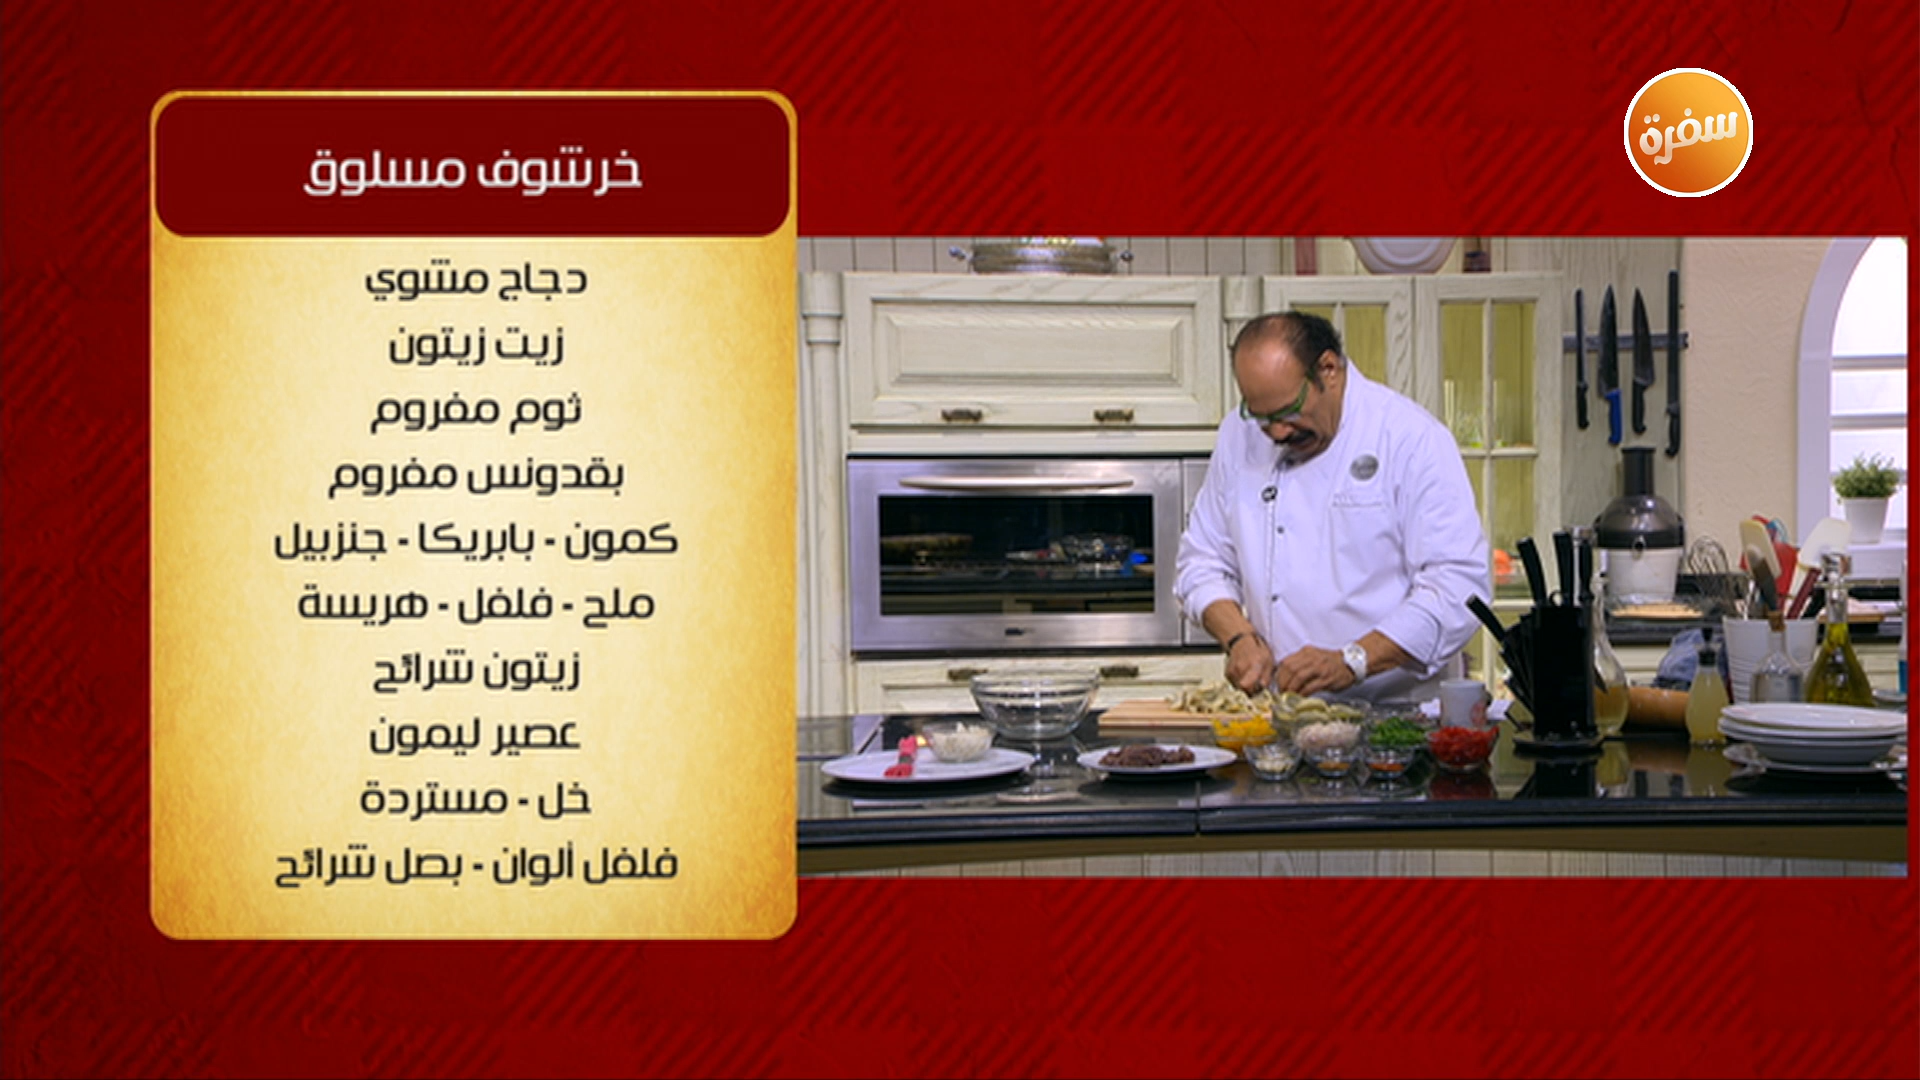 سفرة
خرشوف مسلوق
دجاج مشوي
زيت زيتون
ثوم مفروم
بقدونس مفروم
كمون - بابريكا - جنزبيل
ملح - فلفل - هريسة
زيتون شرائح
عصير ليمون
خل - مستردة
فلفل ألوان - بصل شرائح